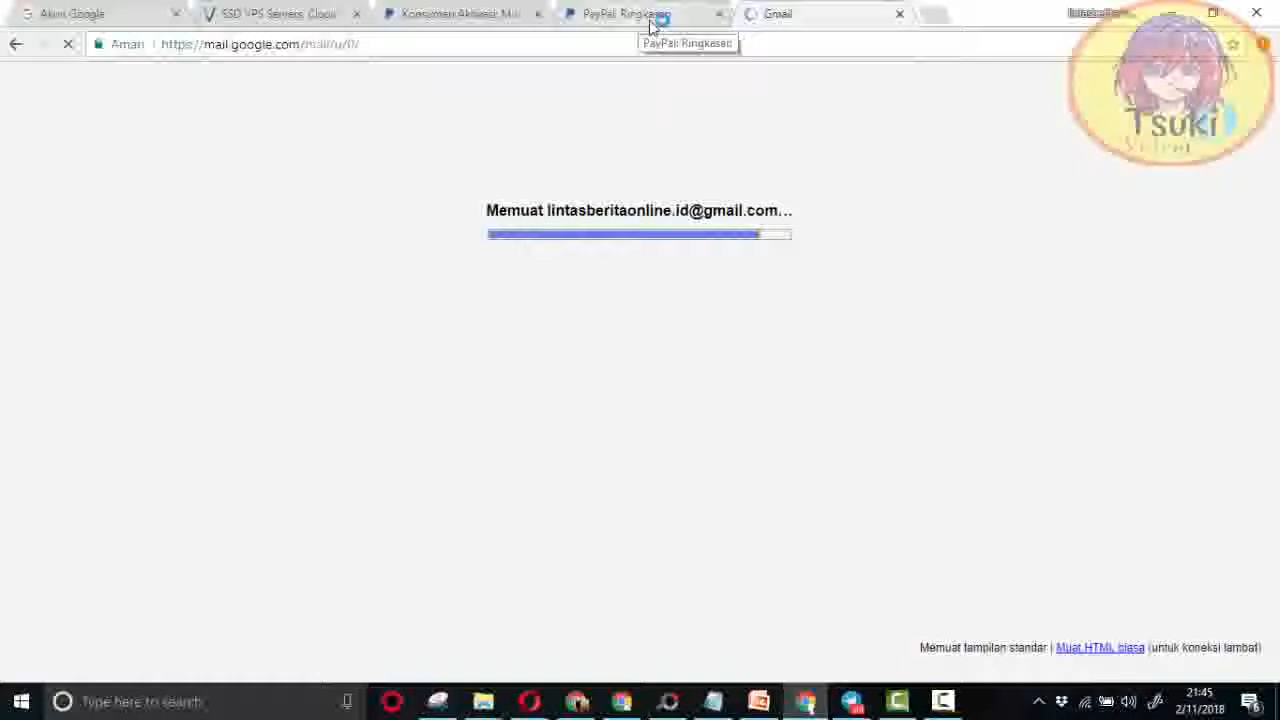 Akun Google
SSD VPS Servers, Cloud
Konsumen Aktivasi: Mul
PayPal: Ringkasan
Gmail
Aman
https://mail.google.com/mail/u/0/
PayPal: Ringkasan
Tsuki
Memuat lintasberitaonline.id@gmail.com…
Memuat tampilan standar | Muat HTML biasa (untuk koneksi lambat)
Type here to search
21:45
2/11/2018